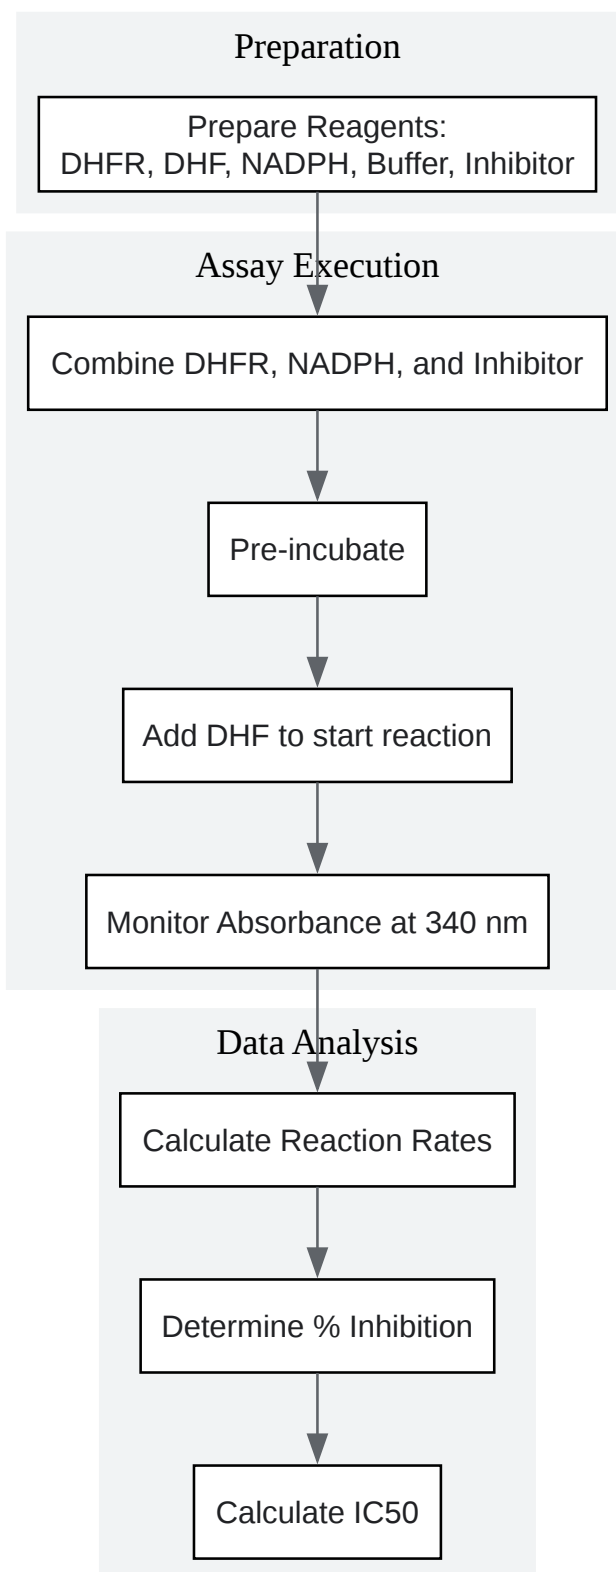 Preparation
Prepare Reagents:
DHFR, DHF, NADPH, Buffer, Inhibitor
Assay Execution
Combine DHFR, NADPH, and Inhibitor
Pre-incubate
Add DHF to start reaction
Monitor Absorbance at 340 nm
Data Analysis
Calculate Reaction Rates
Determine % Inhibition
Calculate IC50